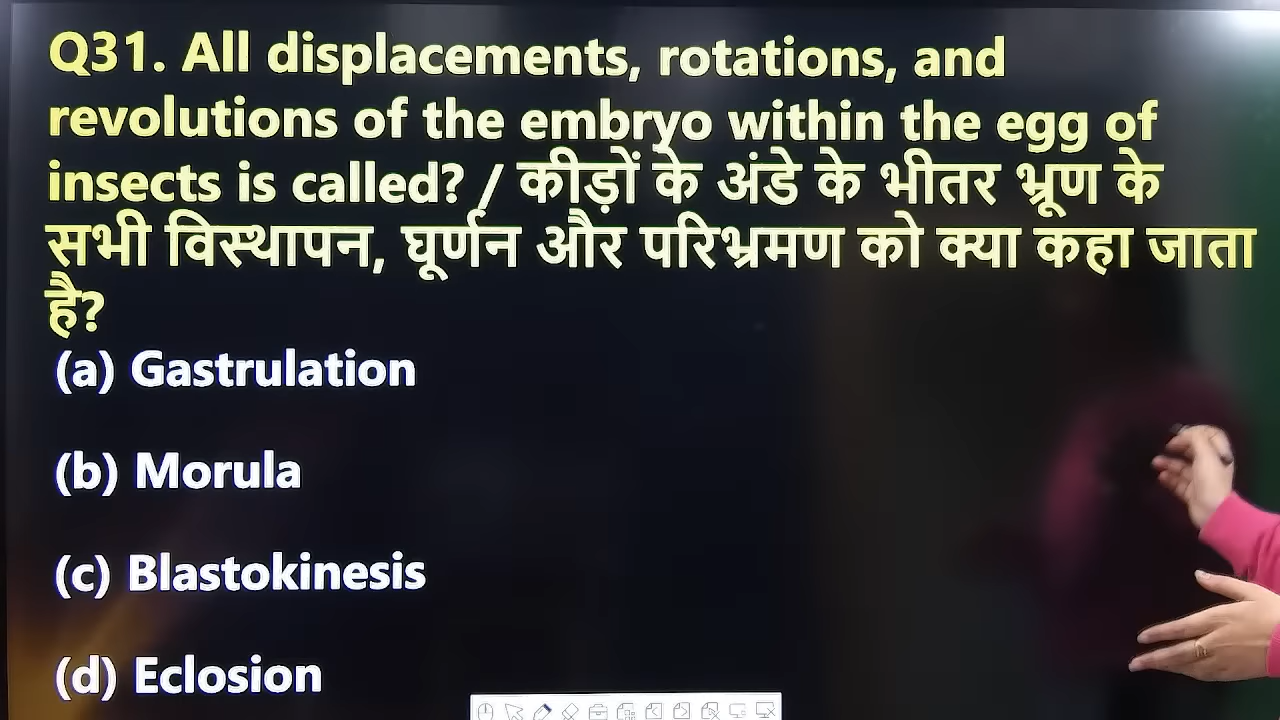 Q31. All displacements, rotations, and
revolutions of the embryo within the egg of
insects is called? / कीड़ों के अंडे के भीतर भ्रूण के
सभी विस्थापन, घूर्णन और परिभ्रमण को क्या कहा जाता
है?
(a) Gastrulation
(b) Morula
(c) Blastokinesis
(d) Eclosion